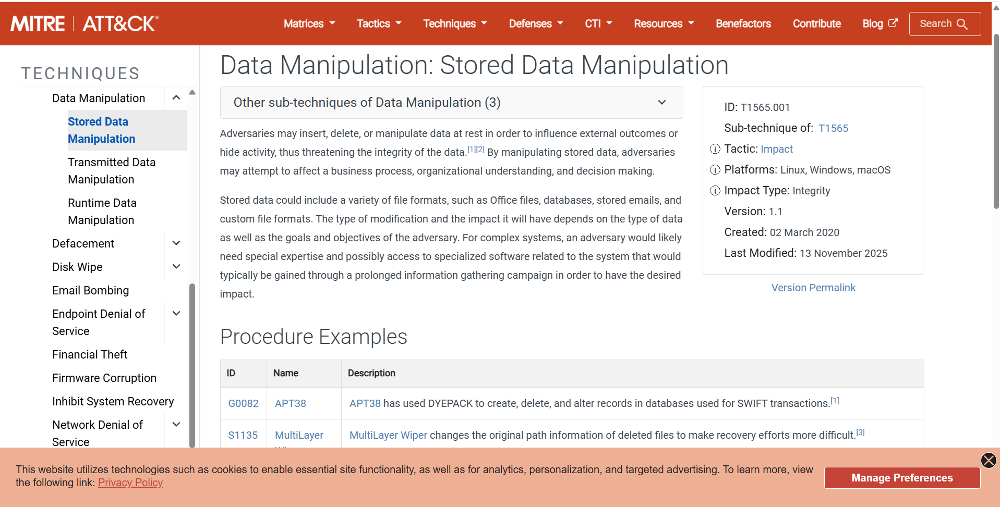 MITRE | ATT&CK®
Matrices
Tactics
Techniques
Defenses
CTI
Resources
Benefactors
Contribute
Blog
Search
TECHNIQUES
Data Manipulation
Stored Data
Manipulation
Transmitted Data
Manipulation
Runtime Data
Manipulation
Defacement
Disk Wipe
Email Bombing
Endpoint Denial of
Service
Financial Theft
Firmware Corruption
Inhibit System Recovery
Network Denial of
Service
Data Manipulation: Stored Data Manipulation
Other sub-techniques of Data Manipulation (3)
Adversaries may insert, delete, or manipulate data at rest in order to influence external outcomes or
hide activity, thus threatening the integrity of the data.[1][2] By manipulating stored data, adversaries
may attempt to affect a business process, organizational understanding, and decision making.
Stored data could include a variety of file formats, such as Office files, databases, stored emails, and
custom file formats. The type of modification and the impact it will have depends on the type of data
as well as the goals and objectives of the adversary. For complex systems, an adversary would likely
need special expertise and possibly access to specialized software related to the system that would
typically be gained through a prolonged information gathering campaign in order to have the desired
impact.
ID: T1565.001
Sub-technique of: T1565
Tactic: Impact
Platforms: Linux, Windows, macOS
Impact Type: Integrity
Version: 1.1
Created: 02 March 2020
Last Modified: 13 November 2025
Version Permalink
Procedure Examples
ID Name Description
G0082 APT38 APT38 has used DYEPACK to create, delete, and alter records in databases used for SWIFT transactions.[1]
S1135 MultiLayer MultiLayer Wiper changes the original path information of deleted files to make recovery efforts more difficult.[3]
This website utilizes technologies such as cookies to enable essential site functionality, as well as for analytics, personalization, and targeted advertising. To learn more, view
the following link: Privacy Policy
Manage Preferences